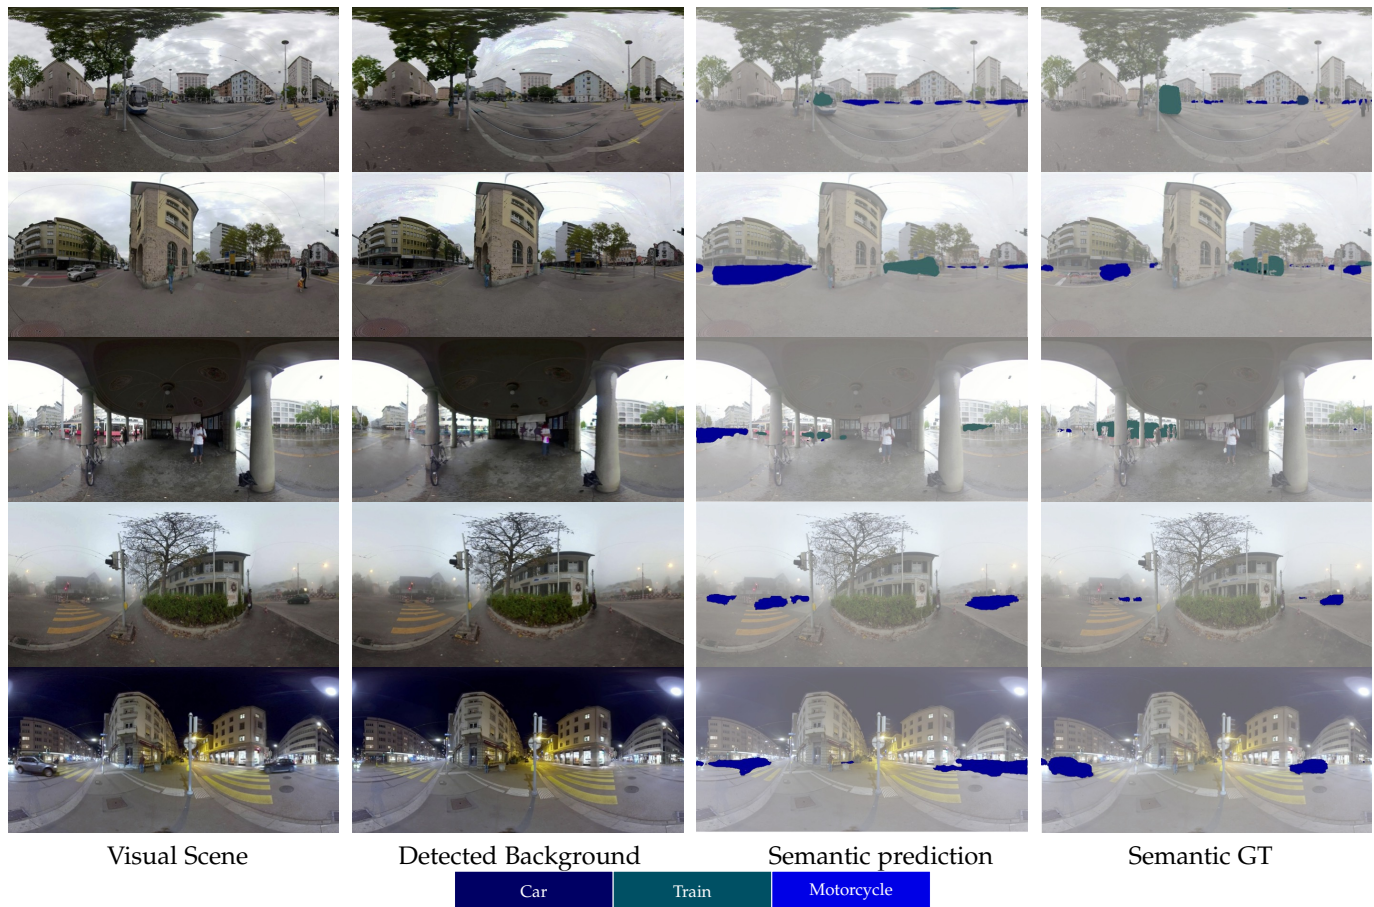 Visual Scene
Detected Background
Semantic prediction
Semantic GT
Car
Train
Motorcycle